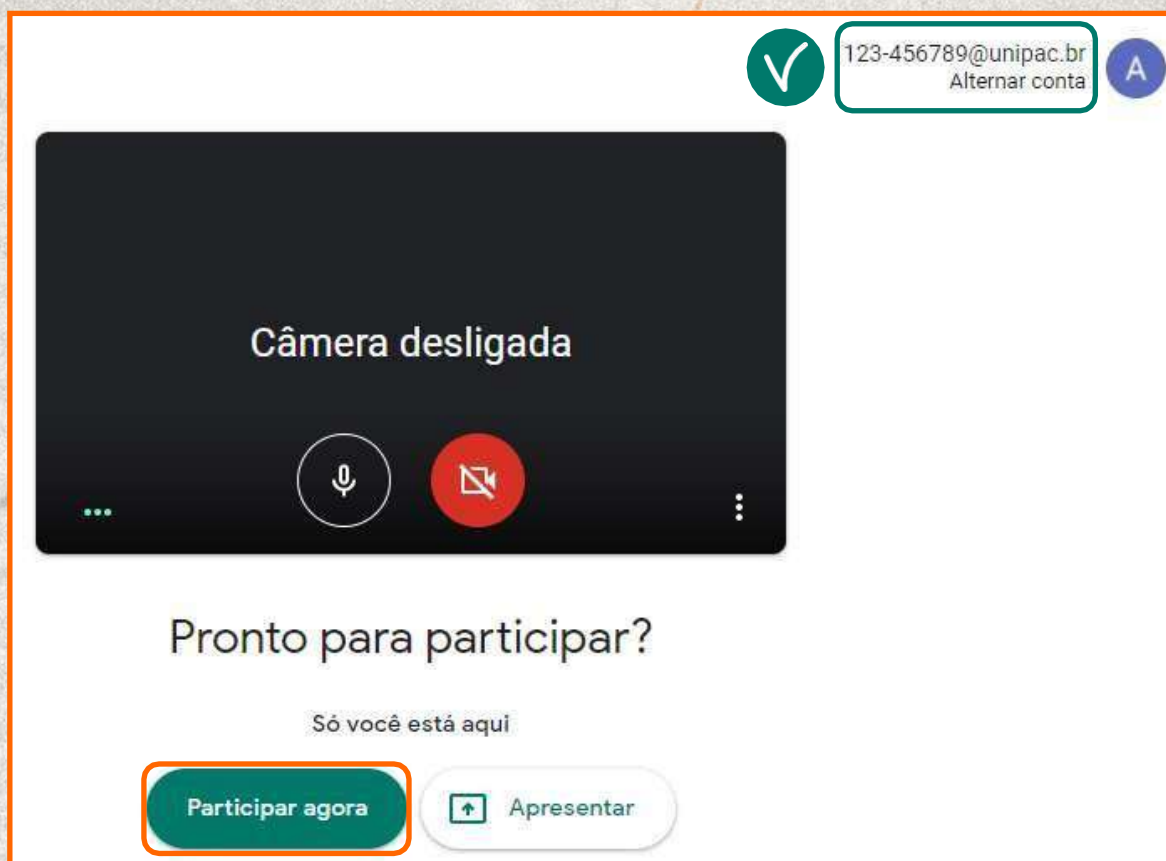 123-456789@unipac.br
Alternar conta
A
Câmera desligada
Pronto para participar?
Só você está aqui
Participar agora
Apresentar